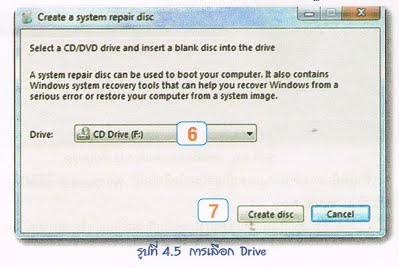 Create a system repair disc
Select a CD/DVD drive and insert a blank disc into the drive
A system repair disc can be used to boot your computer. It also contains
Windows system recovery tools that can help you recover Windows from a
serious error or restore your computer from a system image.
Drive: CD Drive (F:) 6
7 Create disc Cancel
รูปที่ 4.5 การเลือก Drive